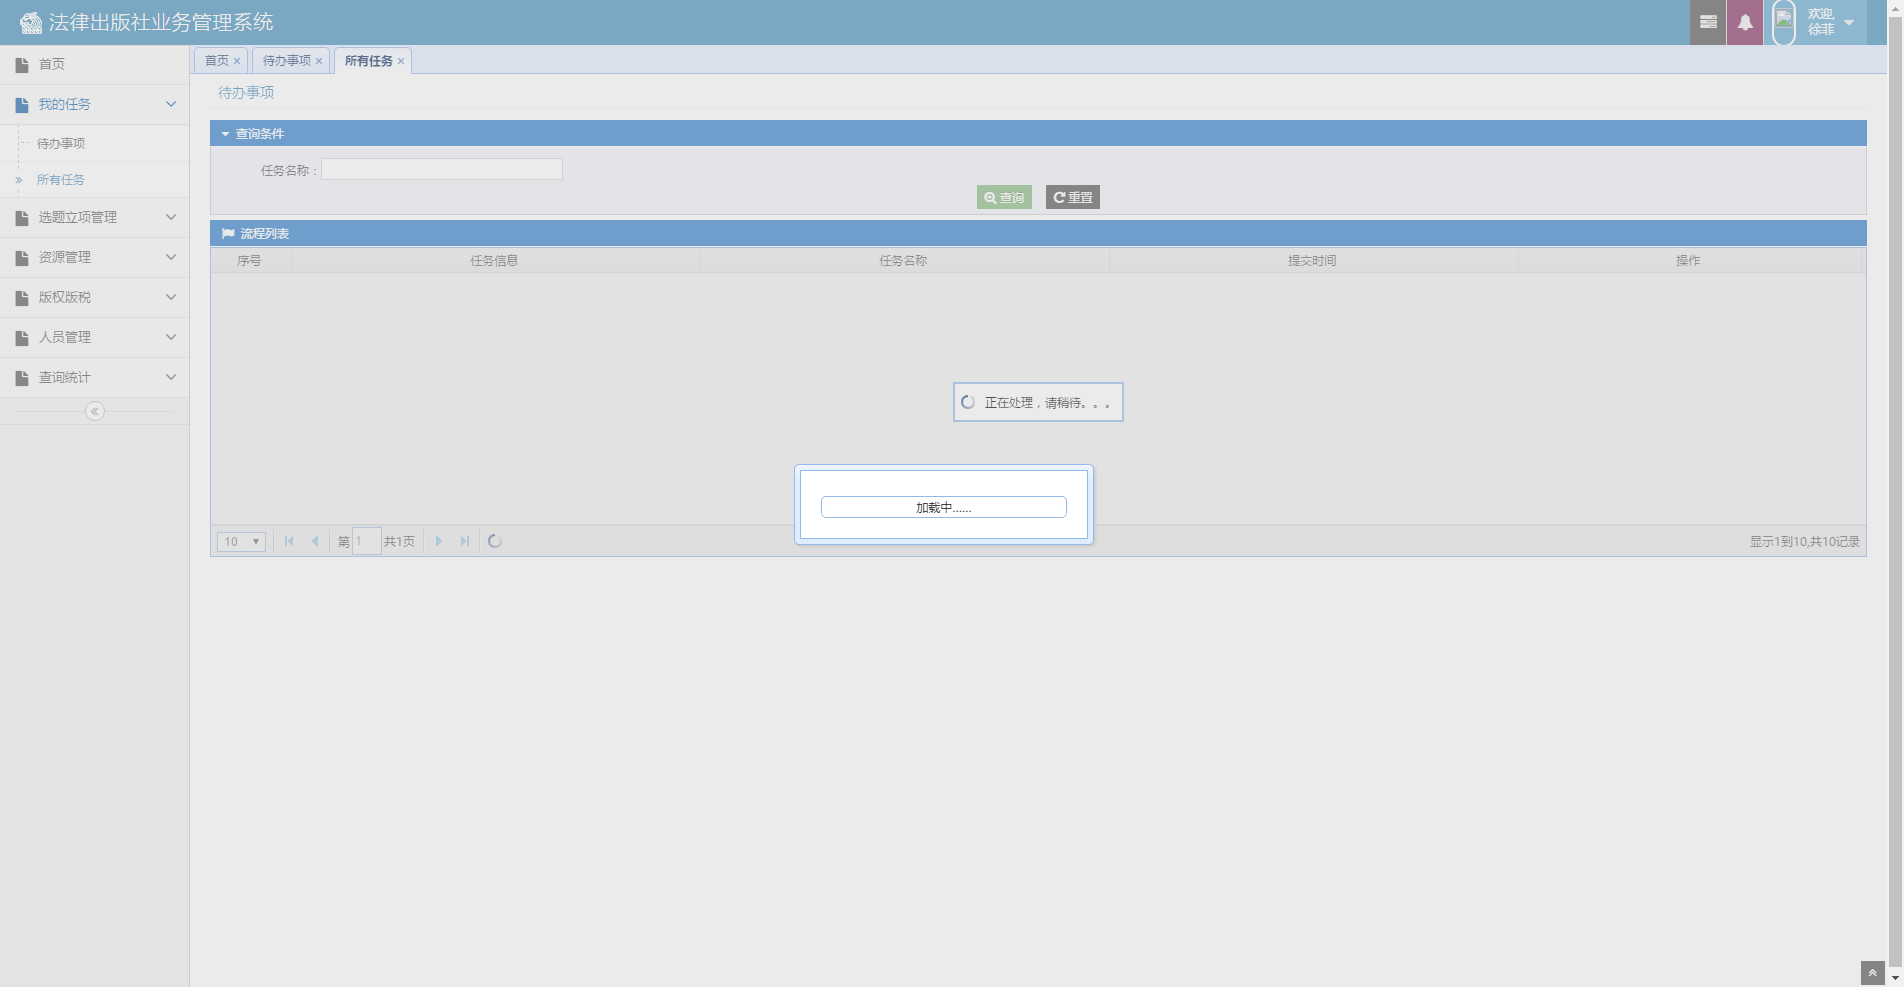 法律出版社业务管理系统
欢迎,
徐菲
首页
我的任务
待办事项
所有任务
选题立项管理
资源管理
版权版税
人员管理
查询统计
首页 × 待办事项 × 所有任务 ×
待办事项
查询条件
任务名称：
查询 重置
流程列表
序号 任务信息 任务名称 提交时间 操作
正在处理，请稍待。。。
加载中......
10 第 1 共1页 显示1到10,共10记录